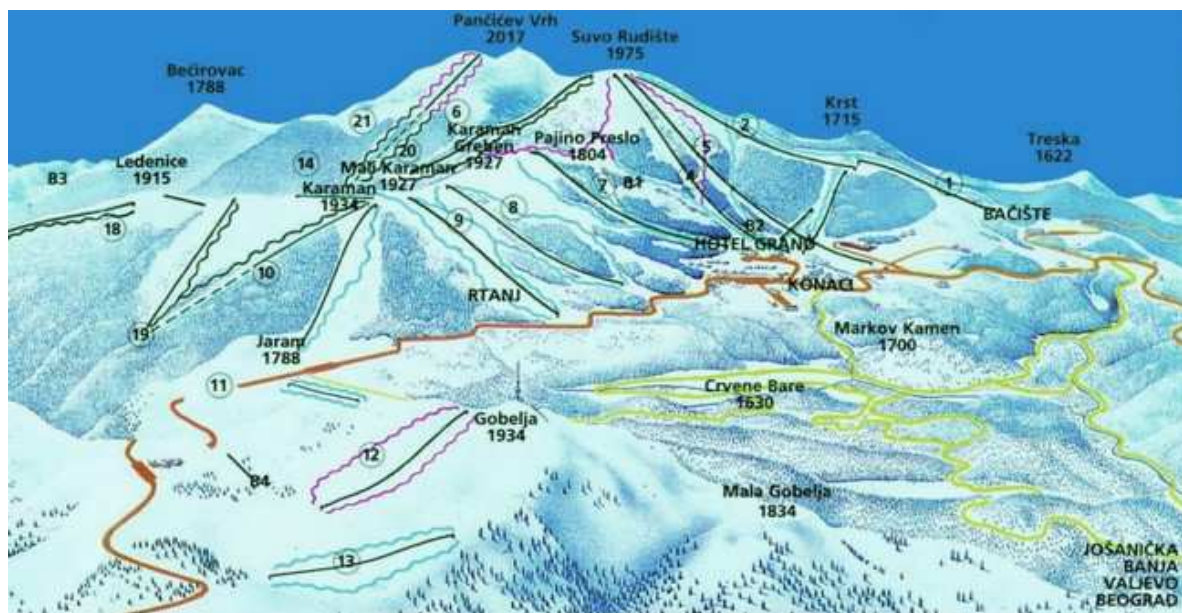 Pančićev Vrh
2017
Suvo Rudište
1975
Bećirovac
1788
Krst
1715
Treska
1622
21
6
2
Karaman
Greben
1927
Pajino Preslo
1804
Ledenice
1915
B3
14
20
Mali Karaman
1927
5
Karaman
1934
7
B1
4
1
BAČIŠTE
18
9
8
B2
HOTEL GRAND
10
RTANJ
KONACI
19
Jaram
1788
Markov Kamen
1700
11
Crvene Bare
1630
Gobelja
1934
12
B4
Mala Gobelja
1834
13
JOŠANIČKA
BANJA
VALJEVO
BEOGRAD